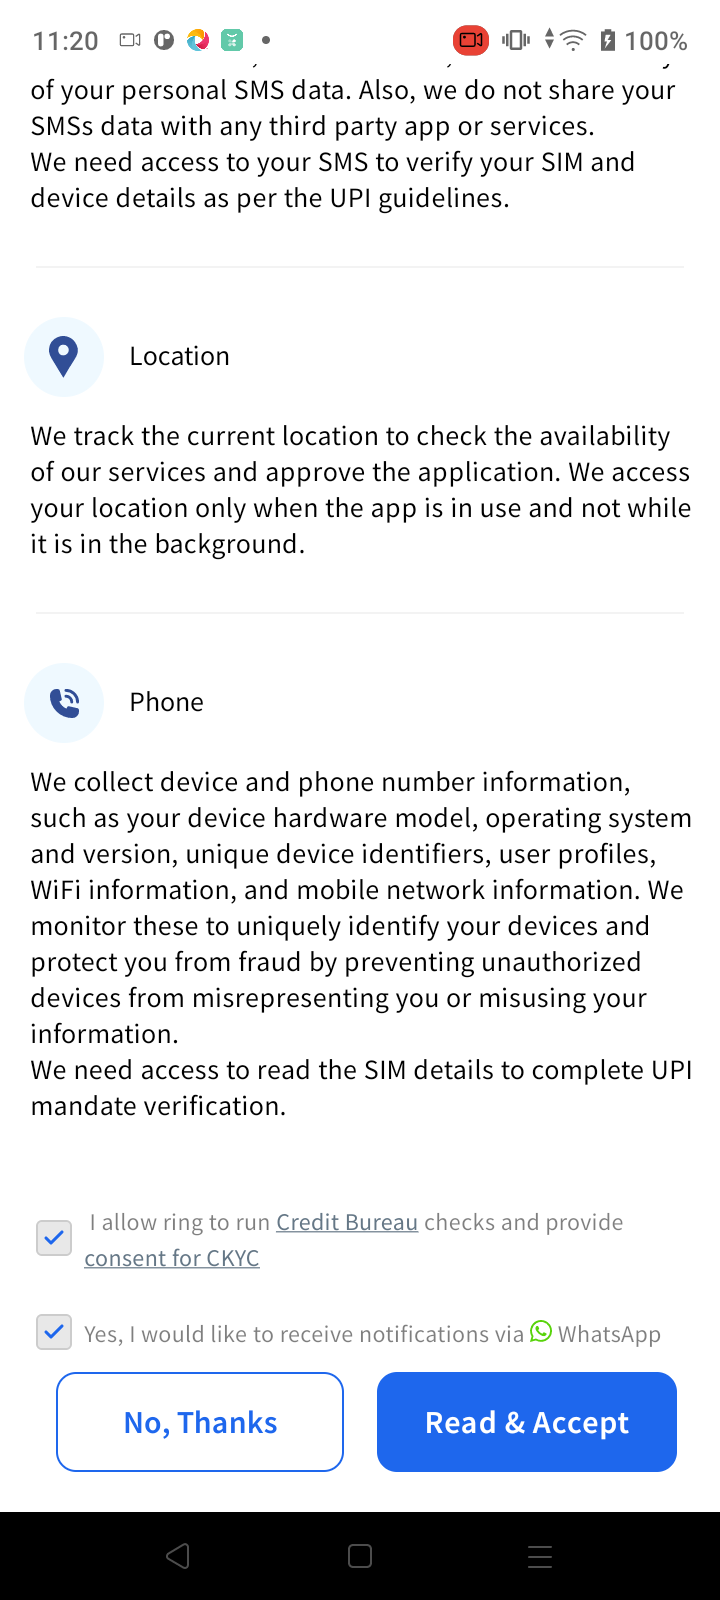 11:20
100%
of your personal SMS data. Also, we do not share your
SMSs data with any third party app or services.
We need access to your SMS to verify your SIM and
device details as per the UPI guidelines.
Location
We track the current location to check the availability
of our services and approve the application. We access
your location only when the app is in use and not while
it is in the background.
Phone
We collect device and phone number information,
such as your device hardware model, operating system
and version, unique device identifiers, user profiles,
WiFi information, and mobile network information. We
monitor these to uniquely identify your devices and
protect you from fraud by preventing unauthorized
devices from misrepresenting you or misusing your
information.
We need access to read the SIM details to complete UPI
mandate verification.
I allow ring to run Credit Bureau checks and provide
consent for CKYC
Yes, I would like to receive notifications via WhatsApp
No, Thanks
Read & Accept